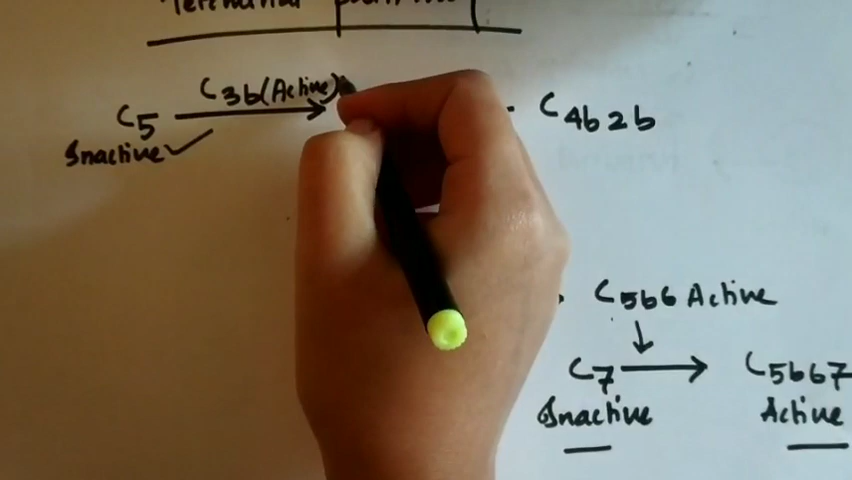 C3b(Active)
C5
C4b2b
Inactive
C5b6 Active
C7
C5b67
Inactive
Active